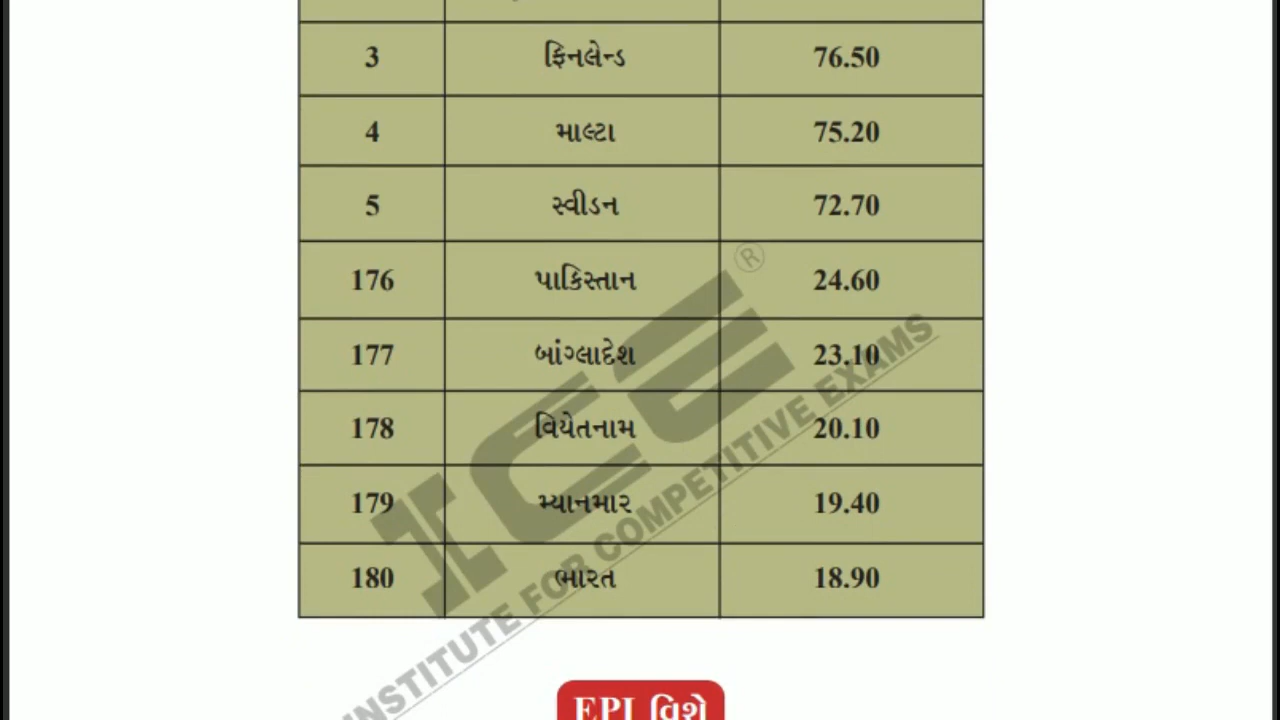 3 ફિનલેન્ડ 76.50
4 માલ્ટા 75.20
5 સ્વીડન 72.70
176 પાકિસ્તાન 24.60
177 બાંગ્લાદેશ 23.10
178 વિયેતનામ 20.10
179 મ્યાનમાર 19.40
180 ભારત 18.90
ICE ®
INSTITUTE FOR COMPETITIVE EXAMS
EPI વિશે